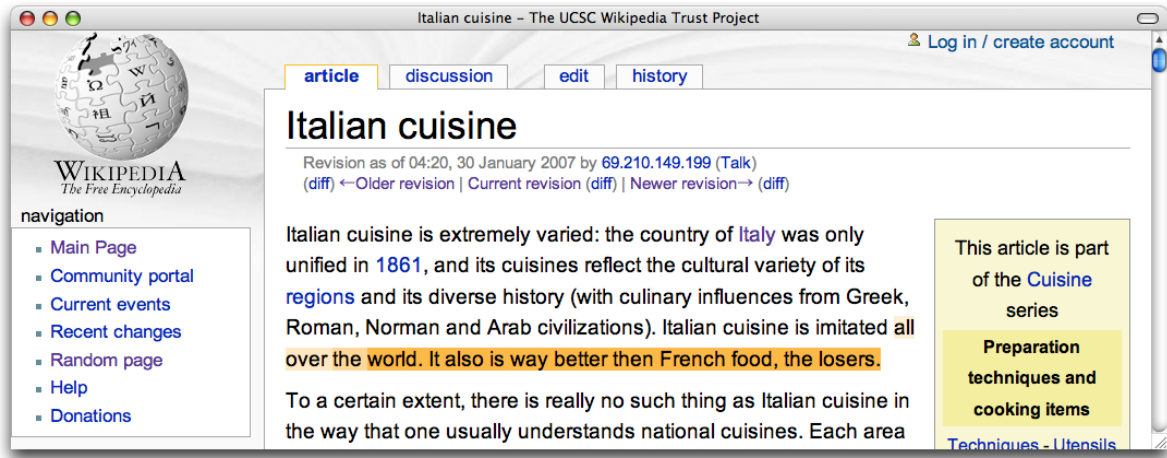 Italian cuisine – The UCSC Wikipedia Trust Project
Log in / create account
article
discussion
edit
history
WIKIPEDIA
The Free Encyclopedia
navigation
Main Page
Community portal
Current events
Recent changes
Random page
Help
Donations
Italian cuisine
Revision as of 04:20, 30 January 2007 by 69.210.149.199 (Talk)
(diff) ←Older revision | Current revision (diff) | Newer revision→ (diff)
Italian cuisine is extremely varied: the country of Italy was only
unified in 1861, and its cuisines reflect the cultural variety of its
regions and its diverse history (with culinary influences from Greek,
Roman, Norman and Arab civilizations). Italian cuisine is imitated all
over the world. It also is way better then French food, the losers.
To a certain extent, there is really no such thing as Italian cuisine in
the way that one usually understands national cuisines. Each area
This article is part
of the Cuisine
series
Preparation
techniques and
cooking items
Techniques - Utensils